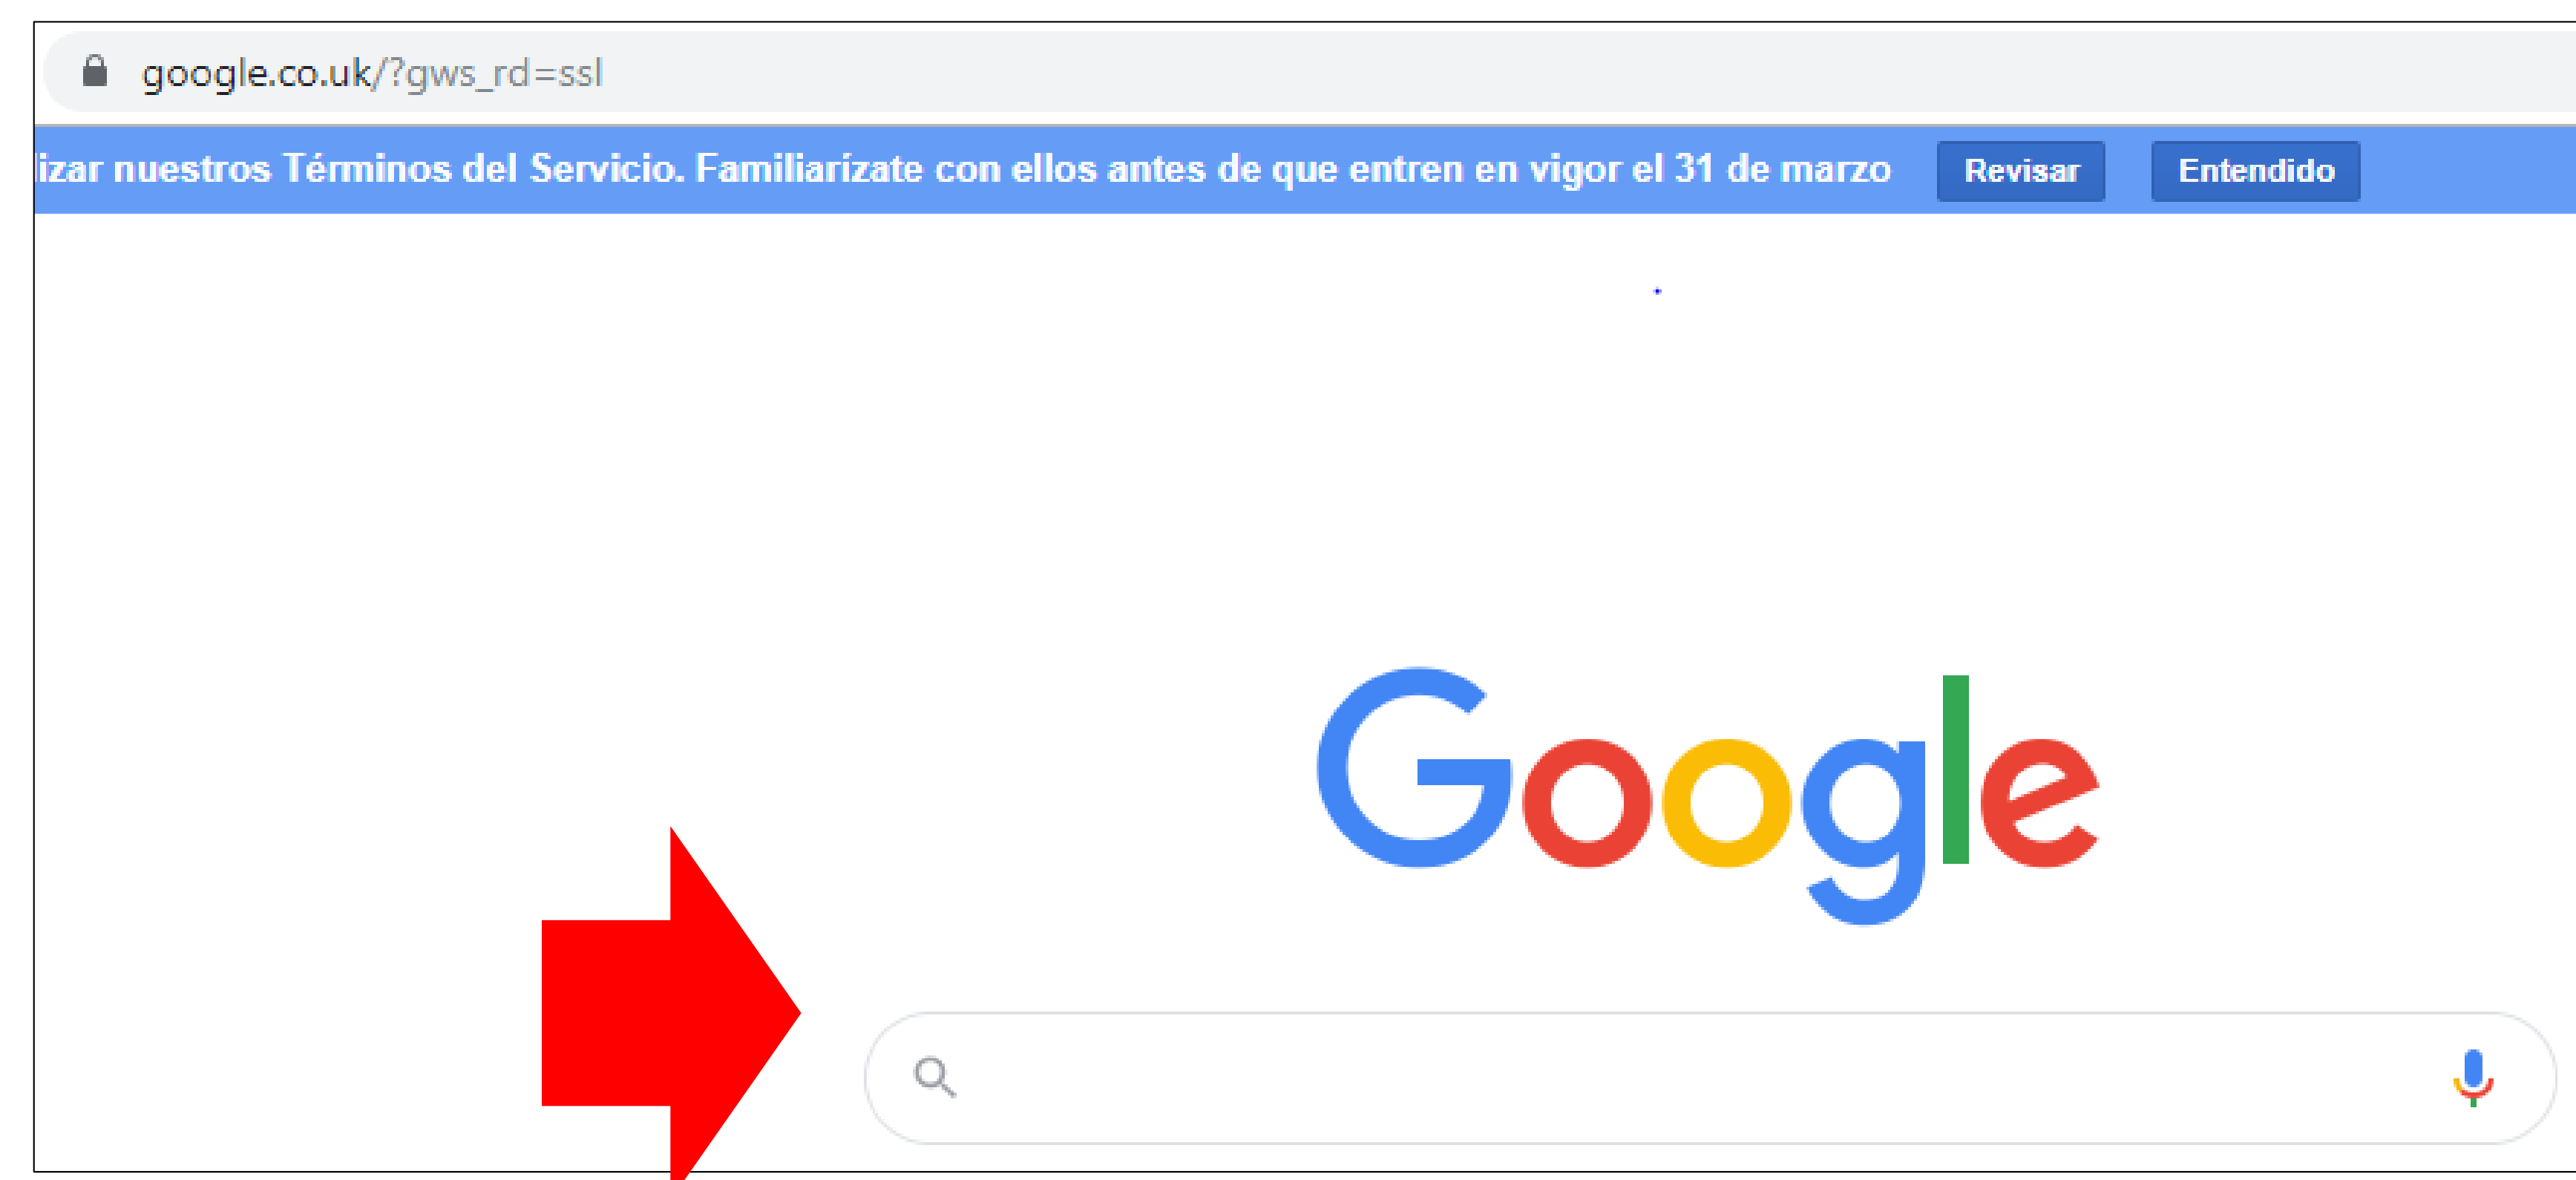 google.co.uk/?gws_rd=ssl
izar nuestros Términos del Servicio. Familiarízate con ellos antes de que entren en vigor el 31 de marzo Revisar Entendido
Google